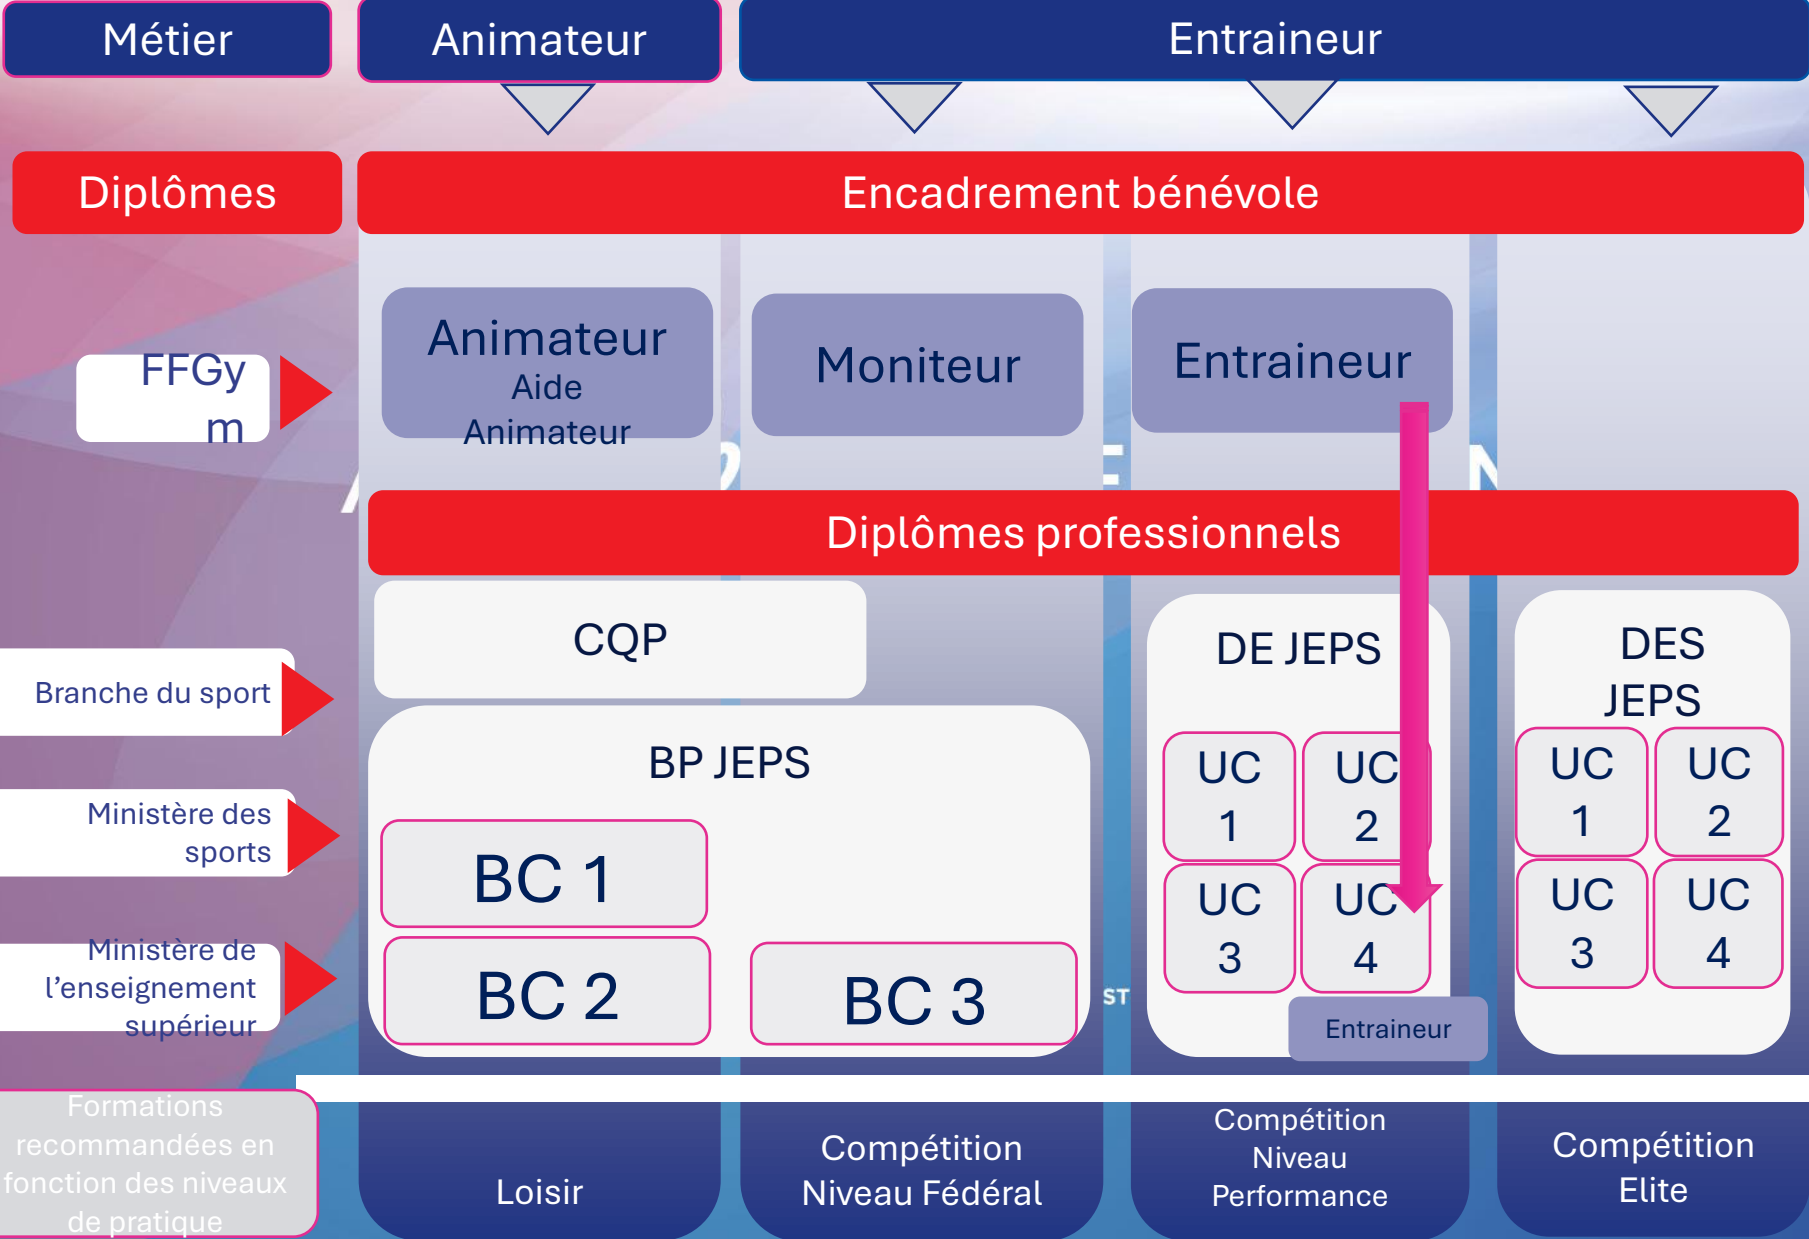 Métier
Animateur
Entraineur
Diplômes
Encadrement bénévole
FFGy
m
Animateur
Aide
Animateur
Moniteur
Entraineur
Diplômes professionnels
CQP
Branche du sport
Ministère des
sports
Ministère de
l’enseignement
supérieur
BP JEPS
BC 1
BC 2
BC 3
DE JEPS
UC
1
UC
2
UC
3
UC
4
Entraineur
DES
JEPS
UC
1
UC
2
UC
3
UC
4
ST
Formations
recommandées en
fonction des niveaux
de pratique
Loisir
Compétition
Niveau Fédéral
Compétition
Niveau
Performance
Compétition
Elite